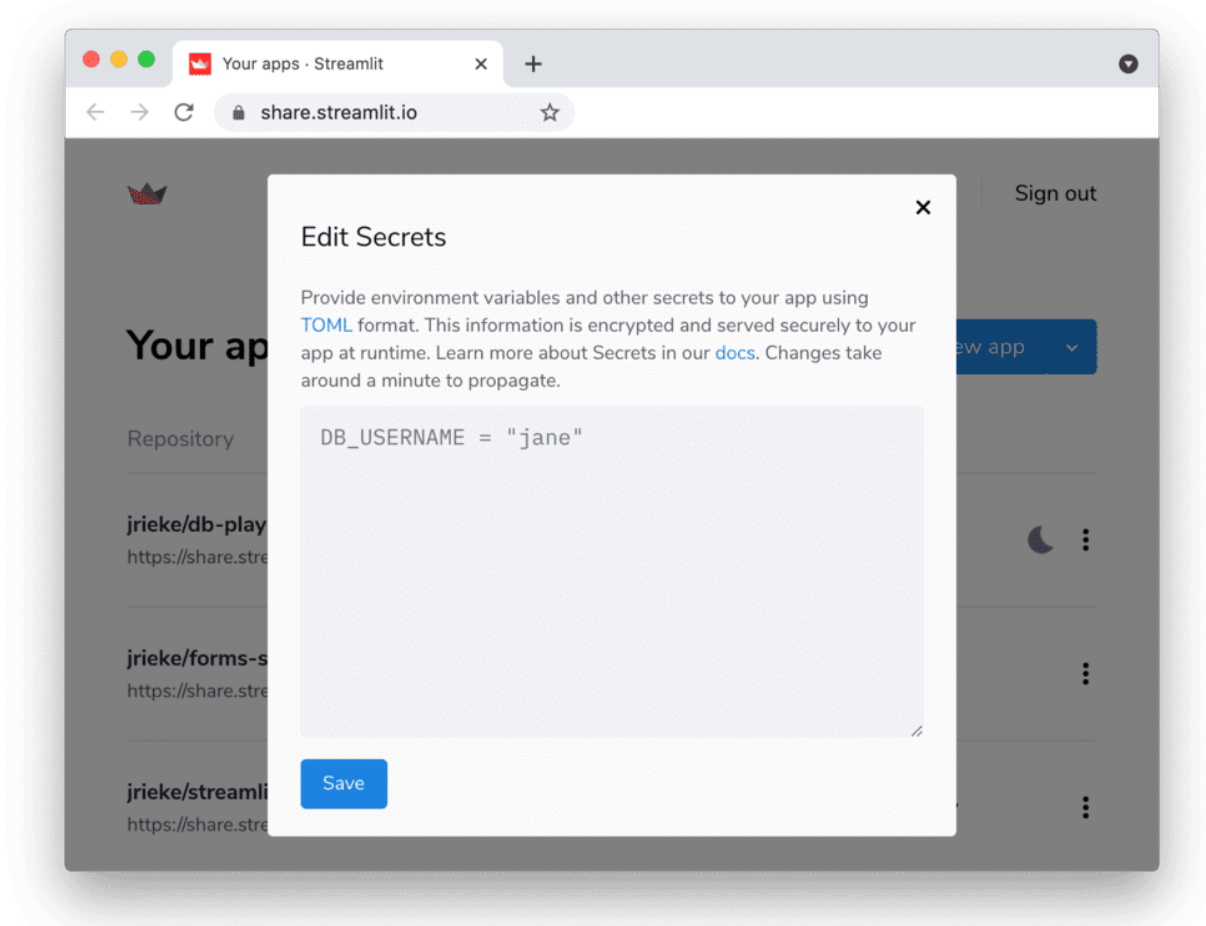 Your apps · Streamlit
share.streamlit.io
Sign out
Edit Secrets
Provide environment variables and other secrets to your app using
TOML format. This information is encrypted and served securely to your
app at runtime. Learn more about Secrets in our docs. Changes take
around a minute to propagate.
Your ap
ew app
Repository
DB_USERNAME = "jane"
jrieke/db-play
https://share.stre
jrieke/forms-s
https://share.stre
jrieke/streamli
https://share.stre
Save